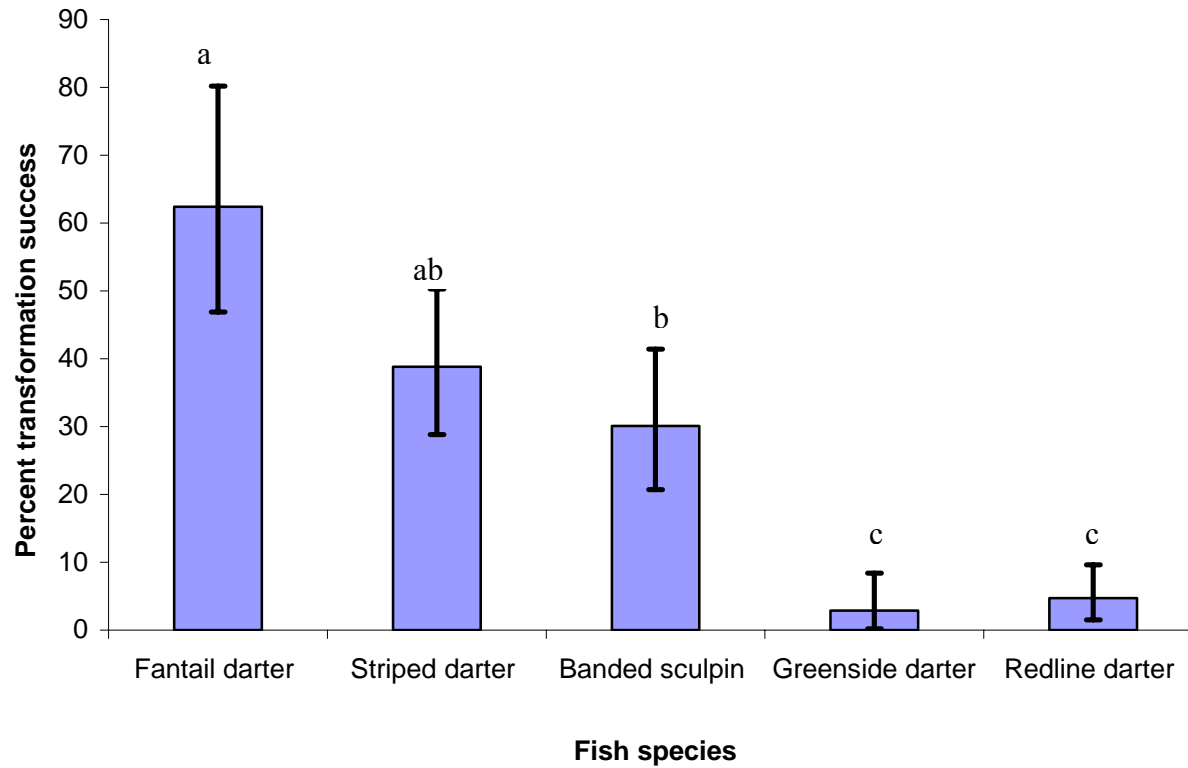 90
80
70
60
50
40
30
20
10
0
Percent transformation success
a
ab
b
c
c
Fantail darter
Striped darter
Banded sculpin
Greenside darter
Redline darter
Fish species